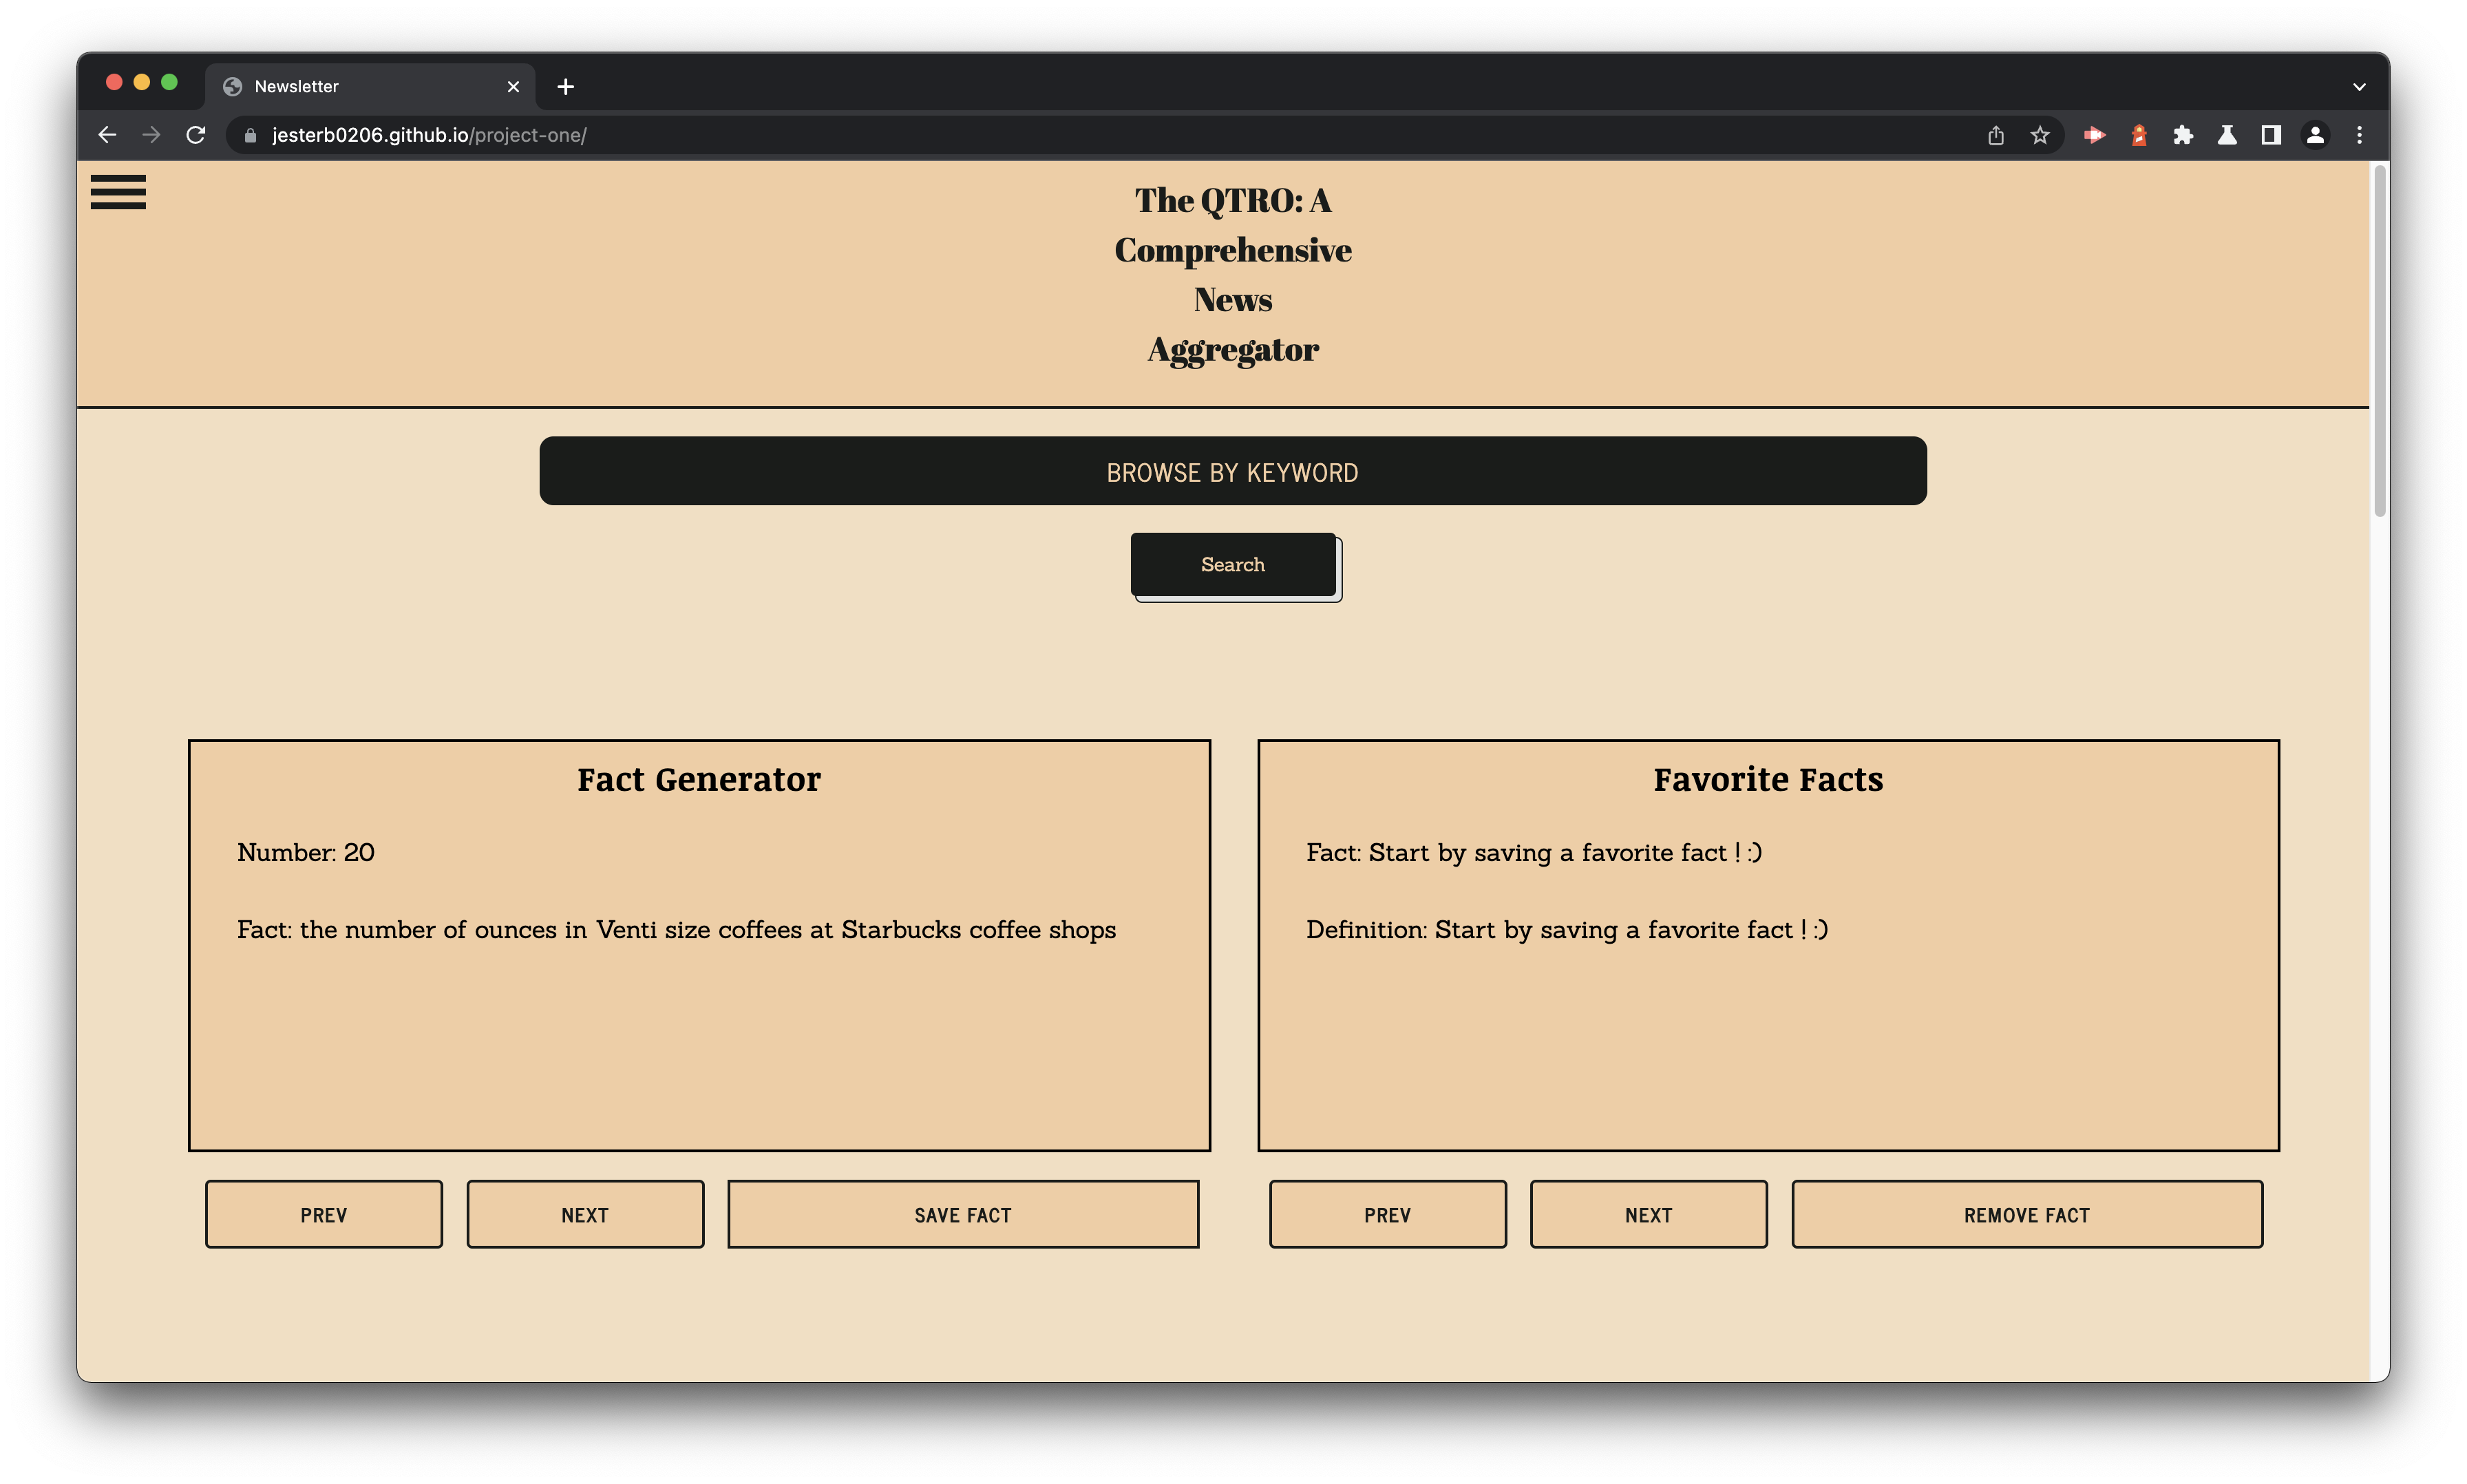 Newsletter
jesterb0206.github.io/project-one/
The QTRO: A
Comprehensive
News
Aggregator
BROWSE BY KEYWORD
Search
Fact Generator
Number: 20
Fact: the number of ounces in Venti size coffees at Starbucks coffee shops
PREV
NEXT
SAVE FACT
Favorite Facts
Fact: Start by saving a favorite fact ! :)
Definition: Start by saving a favorite fact ! :)
PREV
NEXT
REMOVE FACT